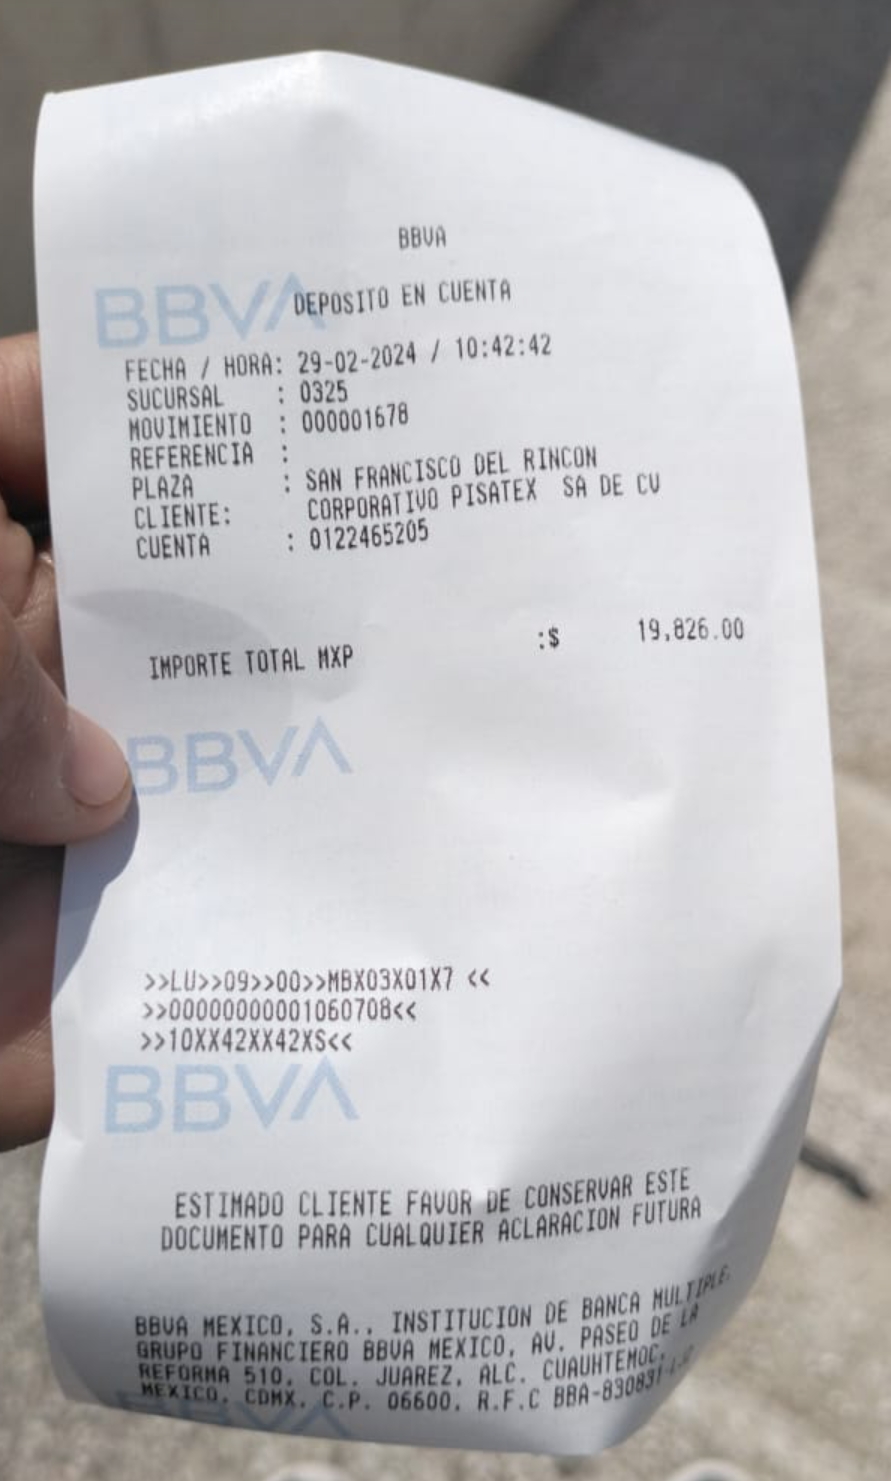 BBVA
BBVA
DEPOSITO EN CUENTA
FECHA / HORA: 29-02-2024 / 10:42:42
SUCURSAL : 0325
MOVIMIENTO : 000001678
REFERENCIA :
PLAZA : SAN FRANCISCO DEL RINCON
CLIENTE: CORPORATIVO PISATEX SA DE CV
CUENTA : 0122465205
IMPORTE TOTAL MXP :$ 19,826.00
BBVA
>>LU>>09>>00>>MBX03X01X7 <<
>>00000000001060708<<
>>10XX42XX42XS<<
BBVA
ESTIMADO CLIENTE FAVOR DE CONSERVAR ESTE
DOCUMENTO PARA CUALQUIER ACLARACION FUTURA
BBVA MEXICO, S.A., INSTITUCION DE BANCA MULTIPLE,
GRUPO FINANCIERO BBVA MEXICO, AV. PASEO DE LA
REFORMA 510, COL. JUAREZ, ALC. CUAUHTEMOC,
MEXICO, CDMX, C.P. 06600, R.F.C BBA-830831
BBVA